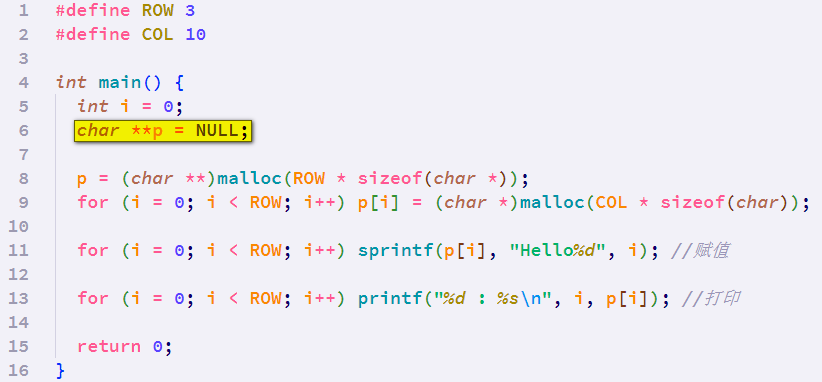 1 #define ROW 3
2 #define COL 10
3
4 int main() {
5   int i = 0;
6   char **p = NULL;
7
8   p = (char **)malloc(ROW * sizeof(char *));
9   for (i = 0; i < ROW; i++) p[i] = (char *)malloc(COL * sizeof(char));
10
11   for (i = 0; i < ROW; i++) sprintf(p[i], "Hello%d", i); //赋值
12
13   for (i = 0; i < ROW; i++) printf("%d : %s\n", i, p[i]); //打印
14
15   return 0;
16 }